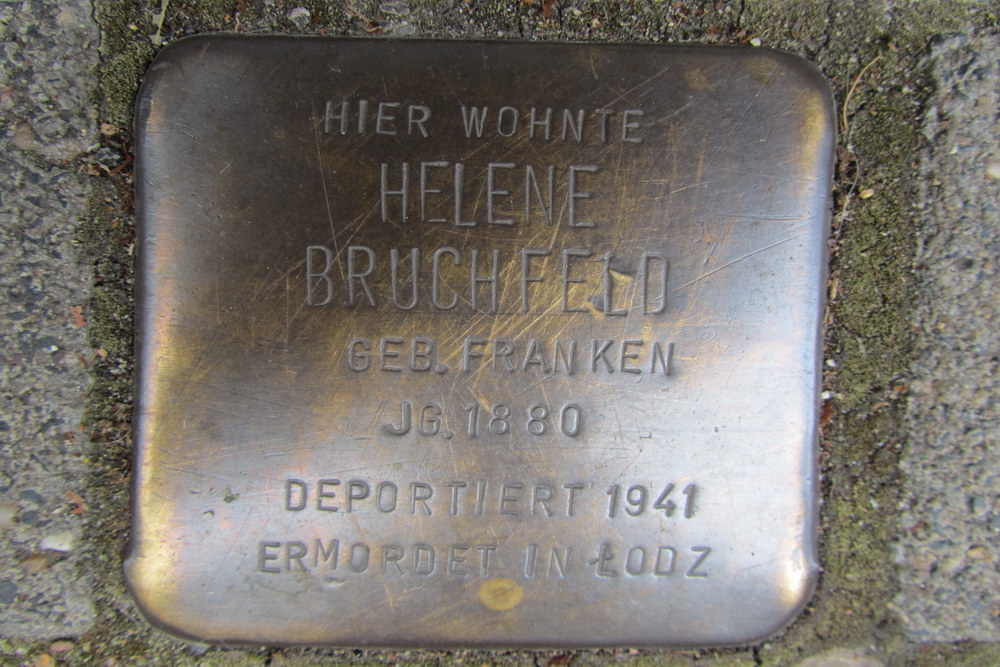 HIER WOHNTE
HELENE
BRUCHFELD
GEB. FRANKEN
JG. 1880
DEPORTIERT 1941
ERMORDET IN ŁODZ